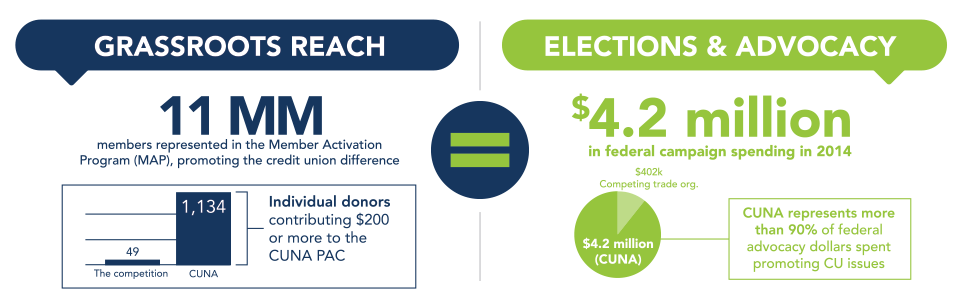 GRASSROOTS REACH
11 MM
members represented in the Member Activation
Program (MAP), promoting the credit union difference
1,134
49
The competition
CUNA
Individual donors
contributing $200
or more to the
CUNA PAC
=
ELECTIONS & ADVOCACY
$4.2 million
in federal campaign spending in 2014
$402k
Competing trade org.
$4.2 million
(CUNA)
CUNA represents more
than 90% of federal
advocacy dollars spent
promoting CU issues